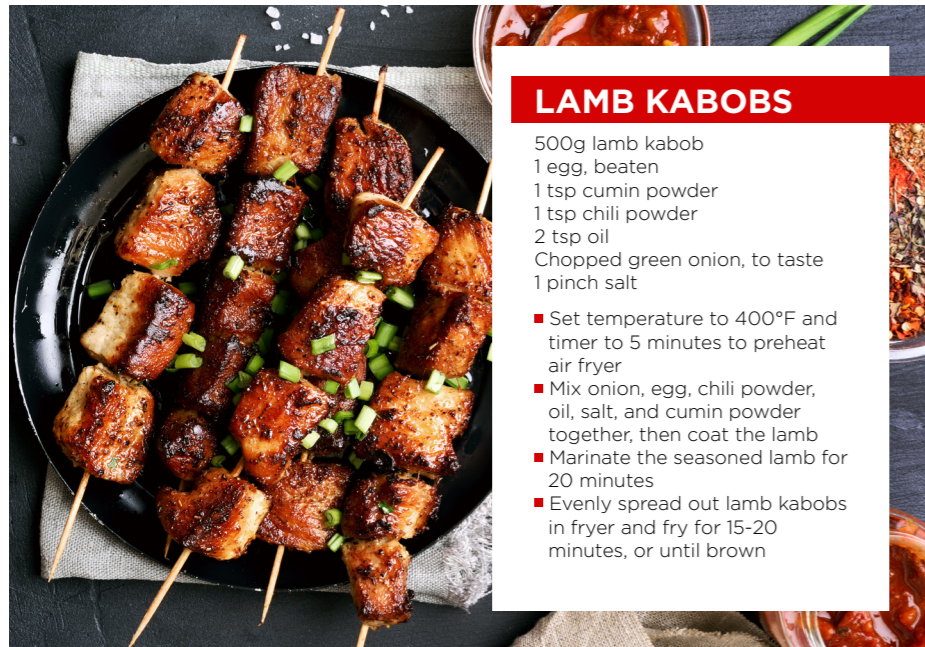 LAMB KABOBS
500g lamb kabob
1 egg, beaten
1 tsp cumin powder
1 tsp chili powder
2 tsp oil
Chopped green onion, to taste
1 pinch salt
Set temperature to 400°F and
timer to 5 minutes to preheat
air fryer
Mix onion, egg, chili powder,
oil, salt, and cumin powder
together, then coat the lamb
Marinate the seasoned lamb for
20 minutes
Evenly spread out lamb kabobs
in fryer and fry for 15-20
minutes, or until brown